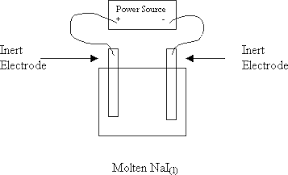 Power Source
+ -
Inert
Electrode
Inert
Electrode
Molten NaI(l)